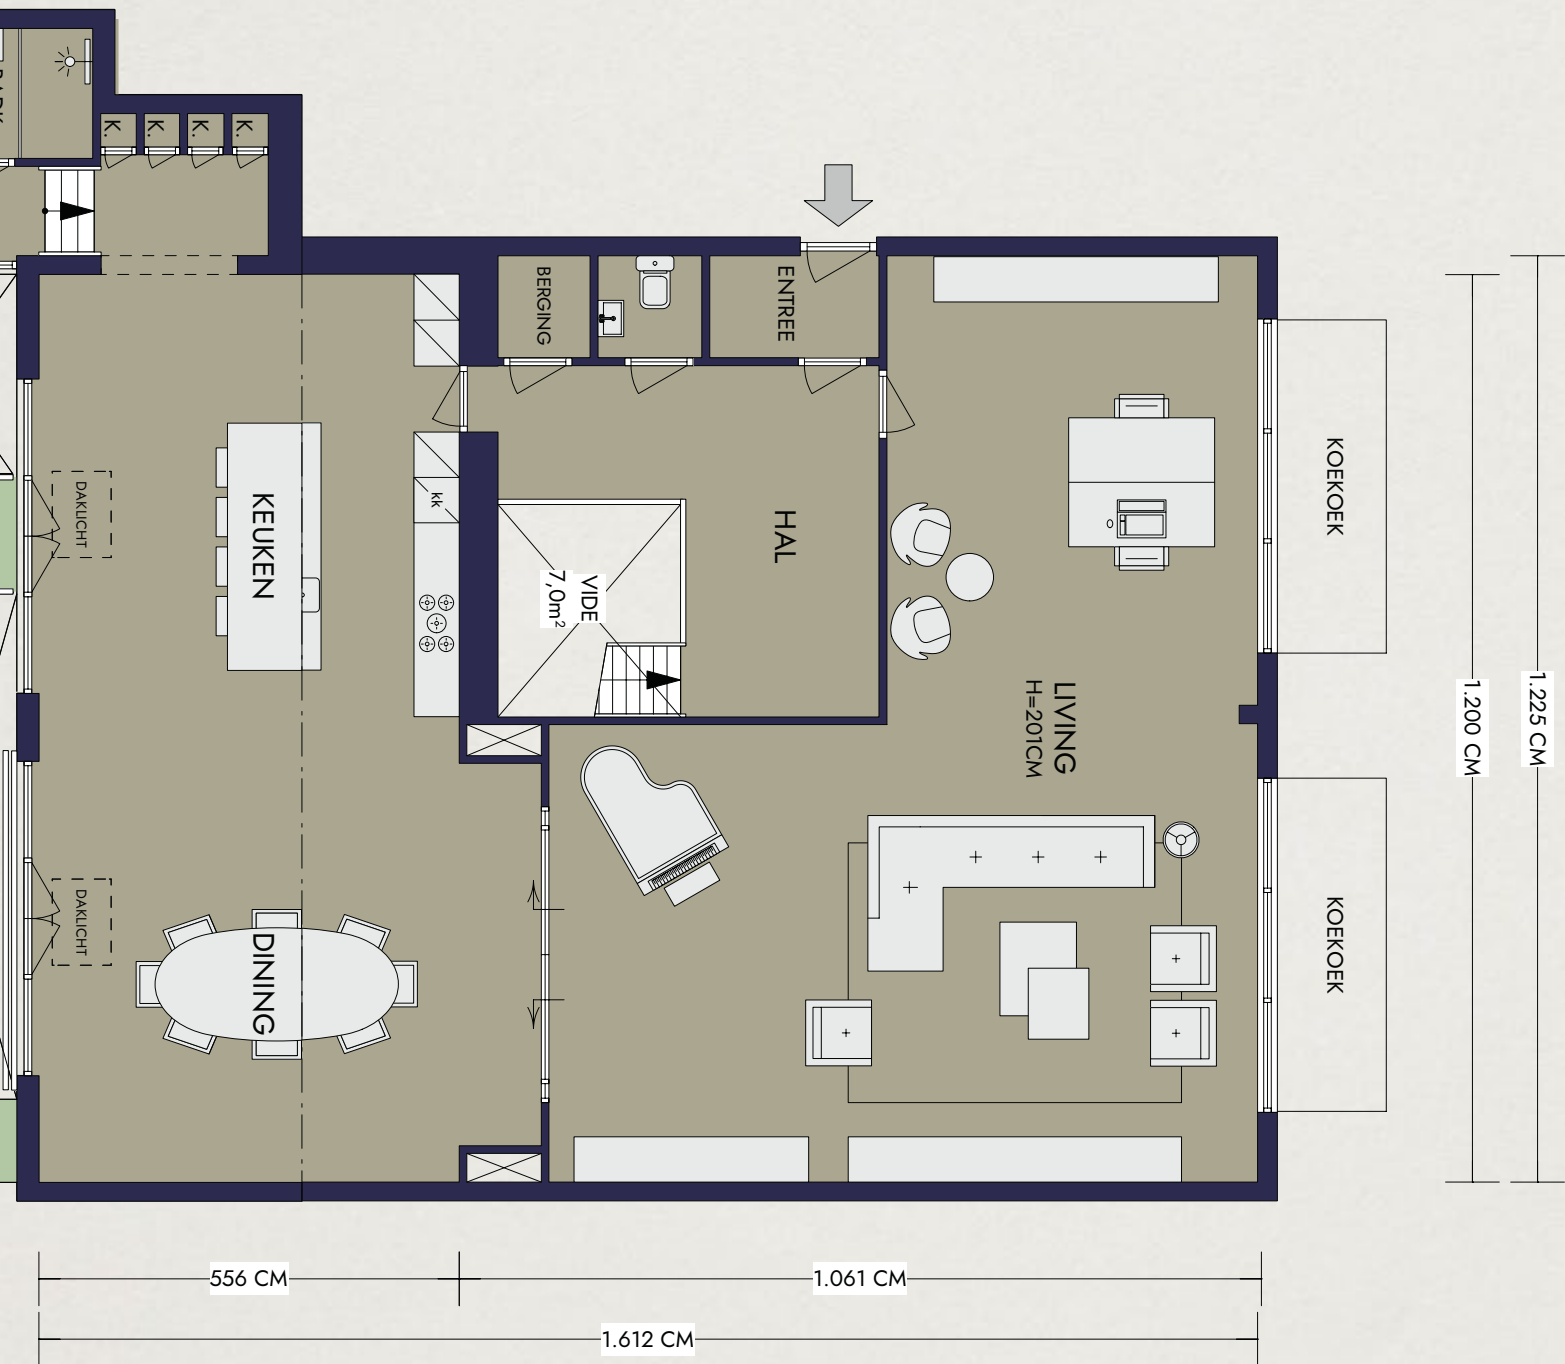 K.
K.
K.
K.
BERGING
ENTREE
KOEKOEK
DAKLICHT
KEUKEN
kk
HAL
VIDE
7,0m²
LIVING
H=201CM
1.200 CM
1.225 CM
DAKLICHT
DINING
KOEKOEK
556 CM
1.061 CM
1.612 CM